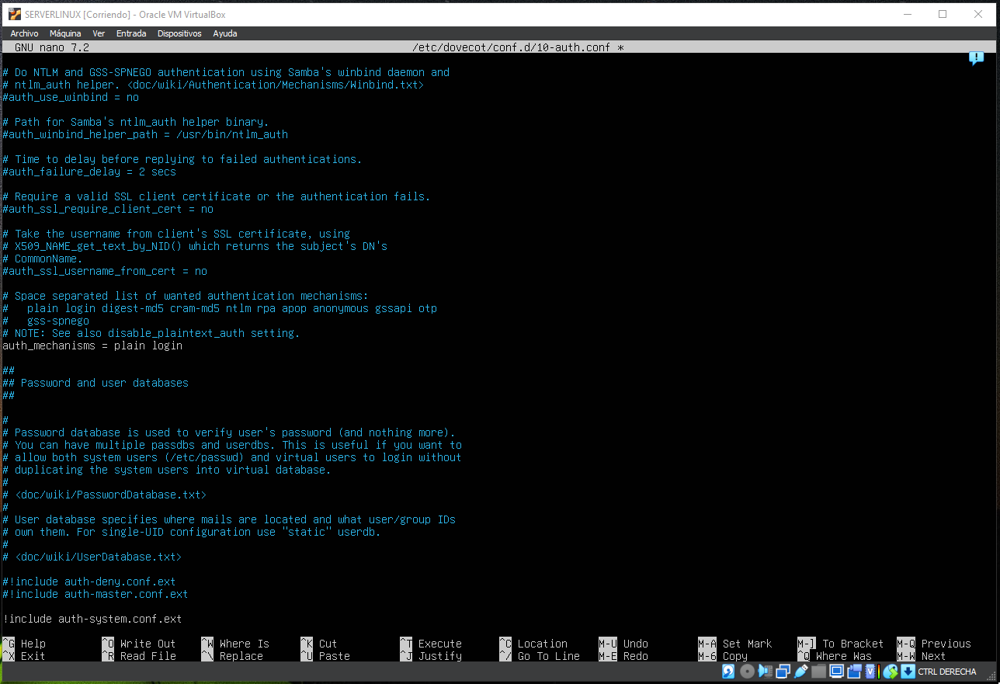 SERVERLINUX [Corriendo] - Oracle VM VirtualBox
Archivo Máquina Ver Entrada Dispositivos Ayuda
GNU nano 7.2 /etc/dovecot/conf.d/10-auth.conf *
# Do NTLM and GSS-SPNEGO authentication using Samba's winbind daemon and
# ntlm_auth helper. <doc/wiki/Authentication/Mechanisms/Winbind.txt>
#auth_use_winbind = no
# Path for Samba's ntlm_auth helper binary.
#auth_winbind_helper_path = /usr/bin/ntlm_auth
# Time to delay before replying to failed authentications.
#auth_failure_delay = 2 secs
# Require a valid SSL client certificate or the authentication fails.
#auth_ssl_require_client_cert = no
# Take the username from client's SSL certificate, using
# X509_NAME_get_text_by_NID() which returns the subject's DN's
# CommonName.
#auth_ssl_username_from_cert = no
# Space separated list of wanted authentication mechanisms:
#   plain login digest-md5 cram-md5 ntlm rpa apop anonymous gssapi otp
#   gss-spnego
# NOTE: See also disable_plaintext_auth setting.
auth_mechanisms = plain login
##
## Password and user databases
##
#
# Password database is used to verify user's password (and nothing more).
# You can have multiple passdbs and userdbs. This is useful if you want to
# allow both system users (/etc/passwd) and virtual users to login without
# duplicating the system users into virtual database.
#
# <doc/wiki/PasswordDatabase.txt>
#
# User database specifies where mails are located and what user/group IDs
# own them. For single-UID configuration use "static" userdb.
#
# <doc/wiki/UserDatabase.txt>
#!include auth-deny.conf.ext
#!include auth-master.conf.ext
!include auth-system.conf.ext
^G Help ^O Write Out ^W Where Is ^K Cut ^T Execute ^C Location M-U Undo M-A Set Mark M-] To Bracket M-Q Previous
^X Exit ^R Read File ^\ Replace ^U Paste ^J Justify ^/ Go To Line M-E Redo M-6 Copy ^Q Where Was M-W Next
CTRL DERECHA